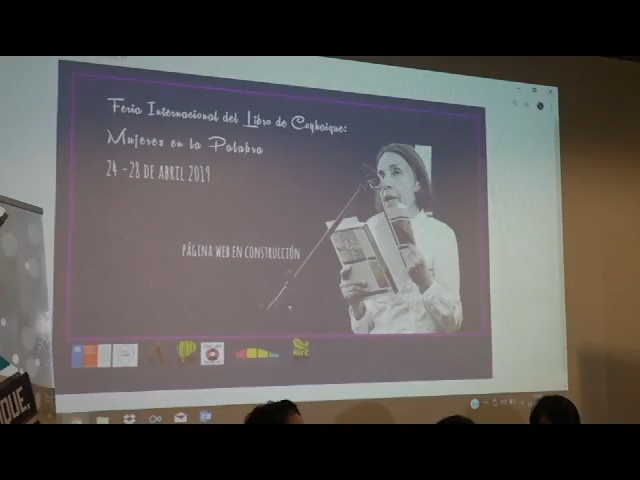 Feria Internacional del Libro de Coyhaique:
Mujeres en la Palabra
24 - 28 DE ABRIL 2019
PÁGINA WEB EN CONSTRUCCIÓN